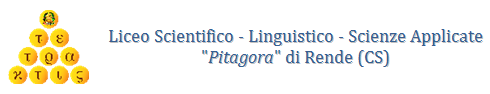 τ ε
τ ρ α
κ τ ι ς
Liceo Scientifico - Linguistico - Scienze Applicate
"Pitagora" di Rende (CS)